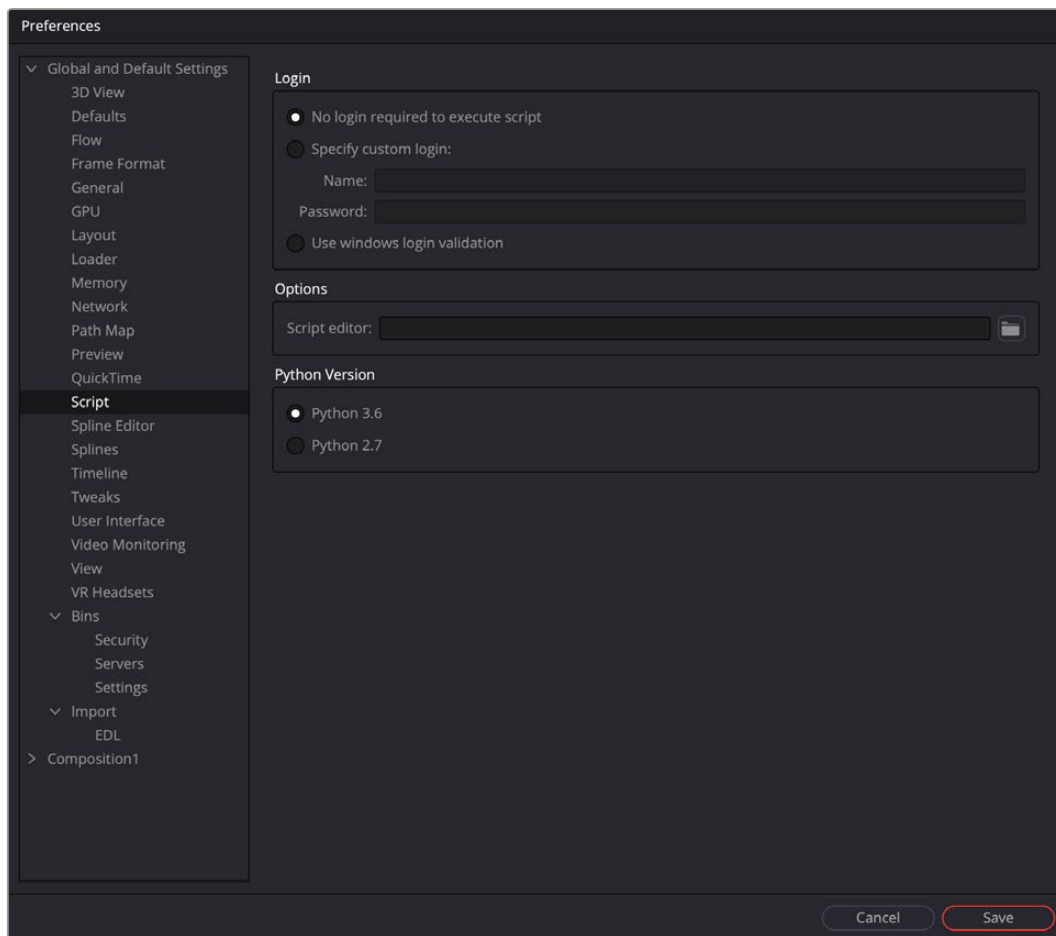 Preferences
Global and Default Settings
3D View
Defaults
Flow
Frame Format
General
GPU
Layout
Loader
Memory
Network
Path Map
Preview
QuickTime
Script
Spline Editor
Splines
Timeline
Tweaks
User Interface
Video Monitoring
View
VR Headsets
Bins
Security
Servers
Settings
Import
EDL
Composition1
Login
No login required to execute script
Specify custom login:
Name:
Password:
Use windows login validation
Options
Script editor:
Python Version
Python 3.6
Python 2.7
Cancel
Save